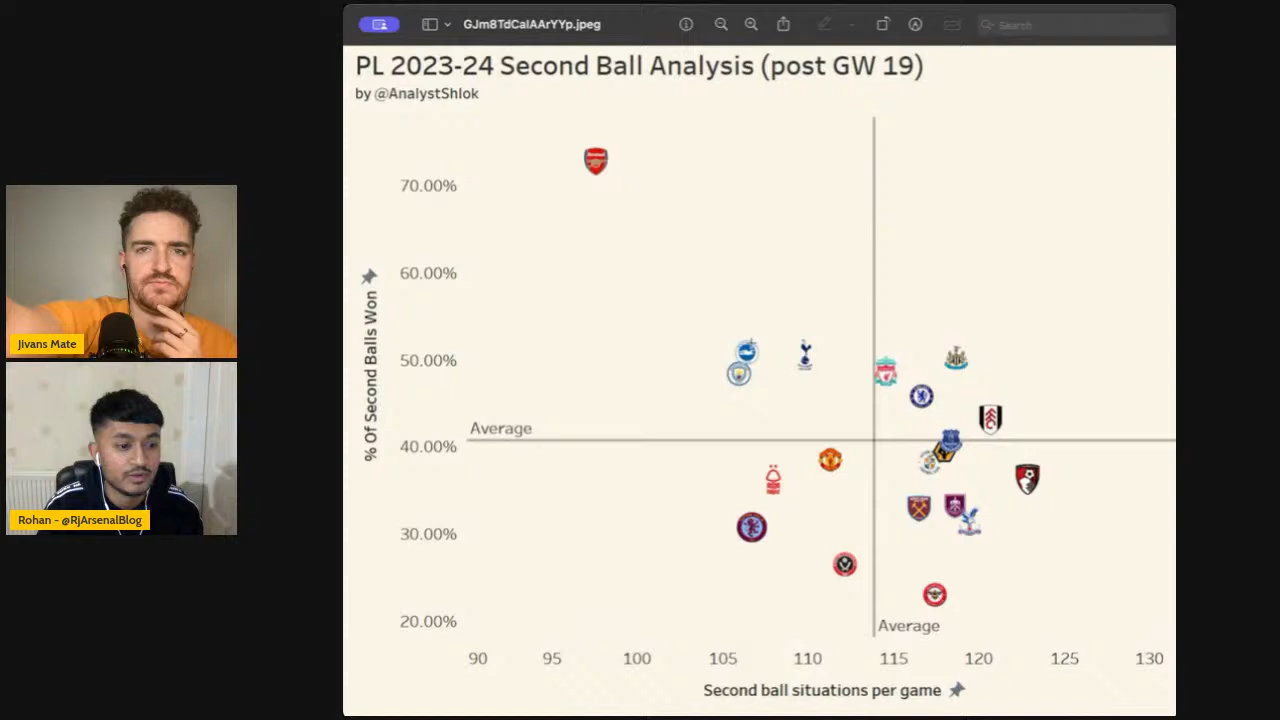 GJm8TdCalAArYYp.jpeg
Search
PL 2023-24 Second Ball Analysis (post GW 19)
by @AnalystShlok
70.00%
60.00%
50.00%
40.00%
30.00%
20.00%
% Of Second Balls Won
Average
Average
90 95 100 105 110 115 120 125 130
Second ball situations per game
Jivans Mate
Rohan - @RjArsenalBlog